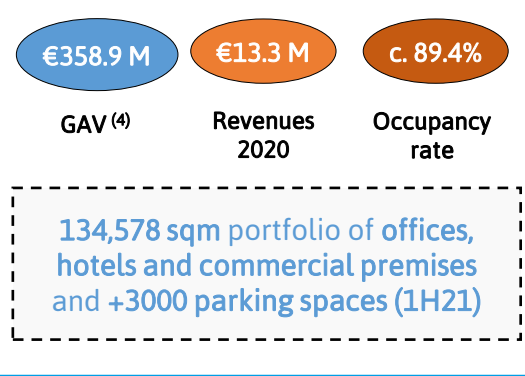 €358.9 M €13.3 M c. 89.4%
GAV (4) Revenues 2020 Occupancy rate
134,578 sqm portfolio of offices,
hotels and commercial premises
and +3000 parking spaces (1H21)